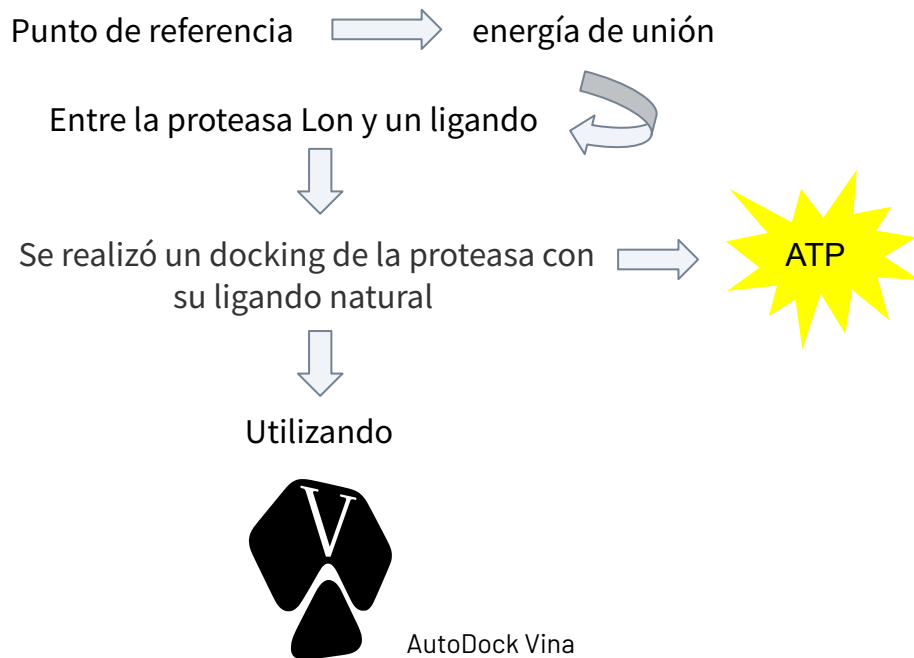 Punto de referencia
energía de unión
Entre la proteasa Lon y un ligando
Se realizó un docking de la proteasa con
su ligando natural
ATP
Utilizando
V
AutoDock Vina